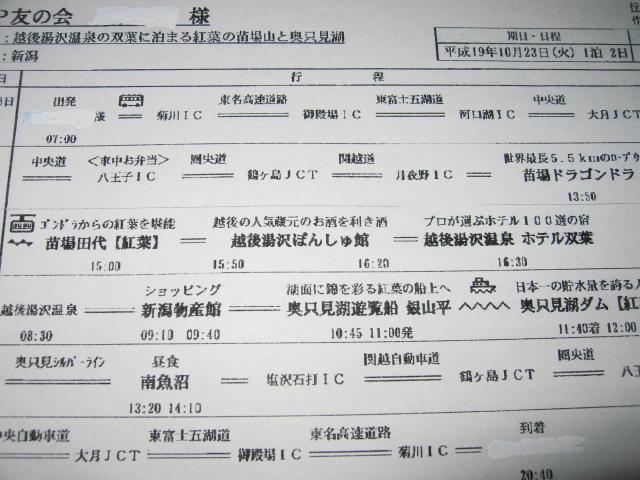 友の会 様
:越後湯沢温泉の双葉に泊まる紅葉の苗場山と奥只見湖
期日・日程
:新潟
平成19年10月23日(火) 1泊 2日
日 行 程
出発 東名高速道路 東富士五湖道 中央道
様 菊川IC 御殿場IC 河口湖IC 大月JCT
07:00
中央道 <車中お弁当> 圏央道 関越道 世界最長5.5kmのロープウ
八王子IC 鶴ヶ島JCT 月夜野IC 苗場ドラゴンドラ
13:50
ゴンドラからの紅葉を堪能 越後の人気蔵元のお酒を利き酒 プロが選ぶホテル100選の宿
苗場田代【紅葉】 越後湯沢ぽんしゅ館 越後湯沢温泉 ホテル双葉
15:00 15:50 16:20 16:30
ショッピング 湖面に錦を彩る紅葉の船上へ 日本一の貯水量を誇る
越後湯沢温泉 新潟物産館 奥只見湖遊覧船 銀山平 奥只見湖ダム【紅
08:30 09:10 09:40 10:45 11:00発 11:40着 12:00
奥只見シルバーライン 昼食 関越自動車道 圏央道
南魚沼 塩沢石打IC 鶴ヶ島JCT 八王
13:20 14:10
中央自動車道 東富士五湖道 東名高速道路 到着
大月JCT 御殿場IC 菊川IC
20:40